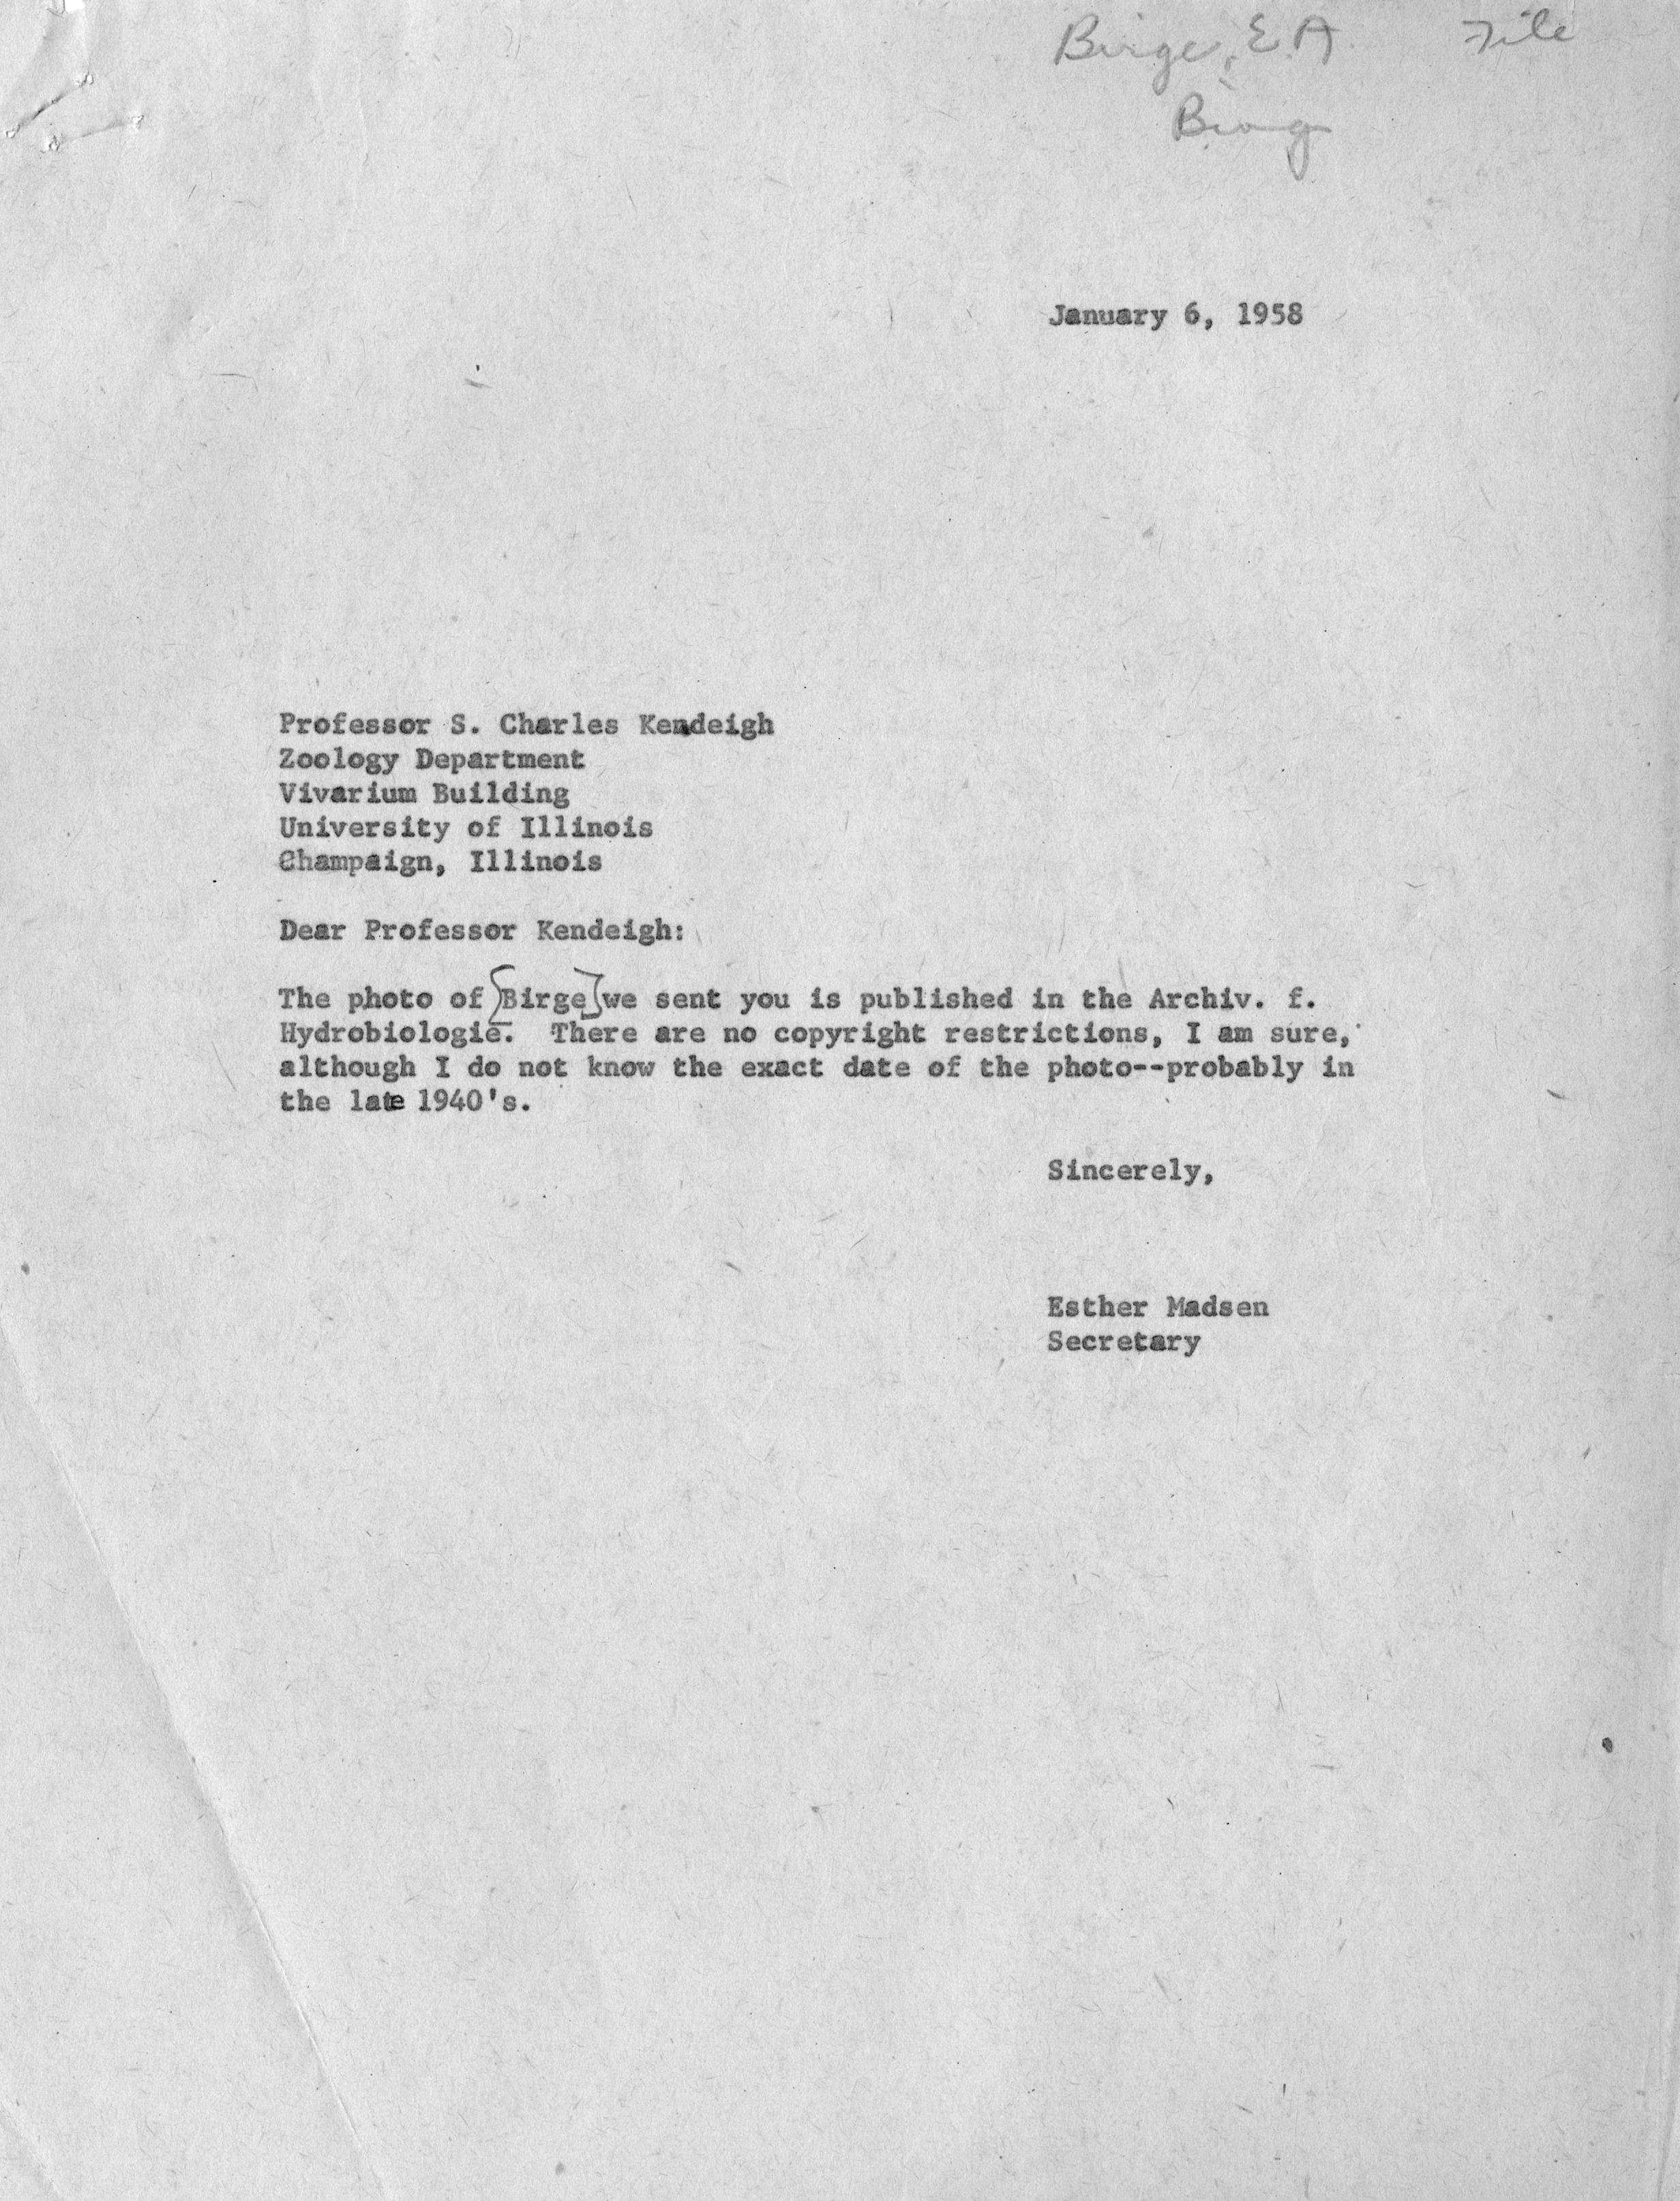 Birge, E. A. File
Biog
January 6, 1958
Professor S. Charles Kendeigh
Zoology Department
Vivarium Building
University of Illinois
Champaign, Illinois
Dear Professor Kendeigh:
The photo of [Birge] we sent you is published in the Archiv. f.
Hydrobiologie. There are no copyright restrictions, I am sure,
although I do not know the exact date of the photo--probably in
the late 1940's.
Sincerely,
Esther Madsen
Secretary